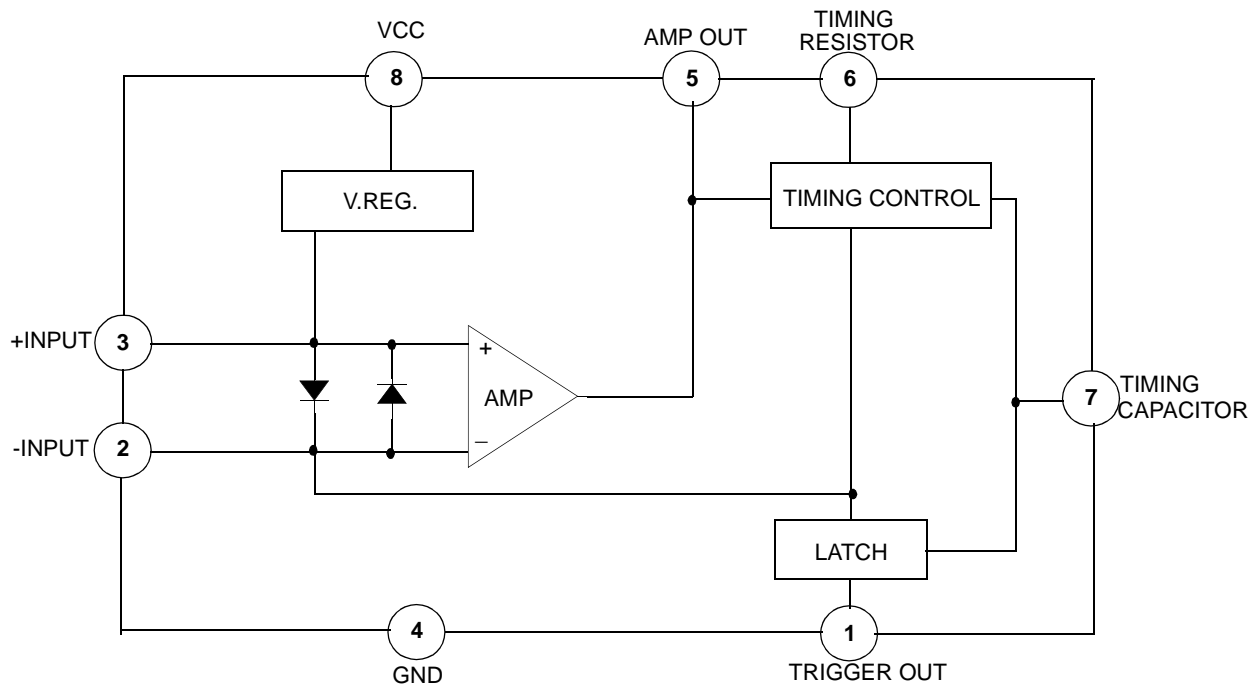 VCC
AMP OUT
TIMING
RESISTOR
8
5
6
V.REG.
TIMING CONTROL
+INPUT
3
+
AMP
−
-INPUT
2
7
TIMING
CAPACITOR
LATCH
4
GND
1
TRIGGER OUT